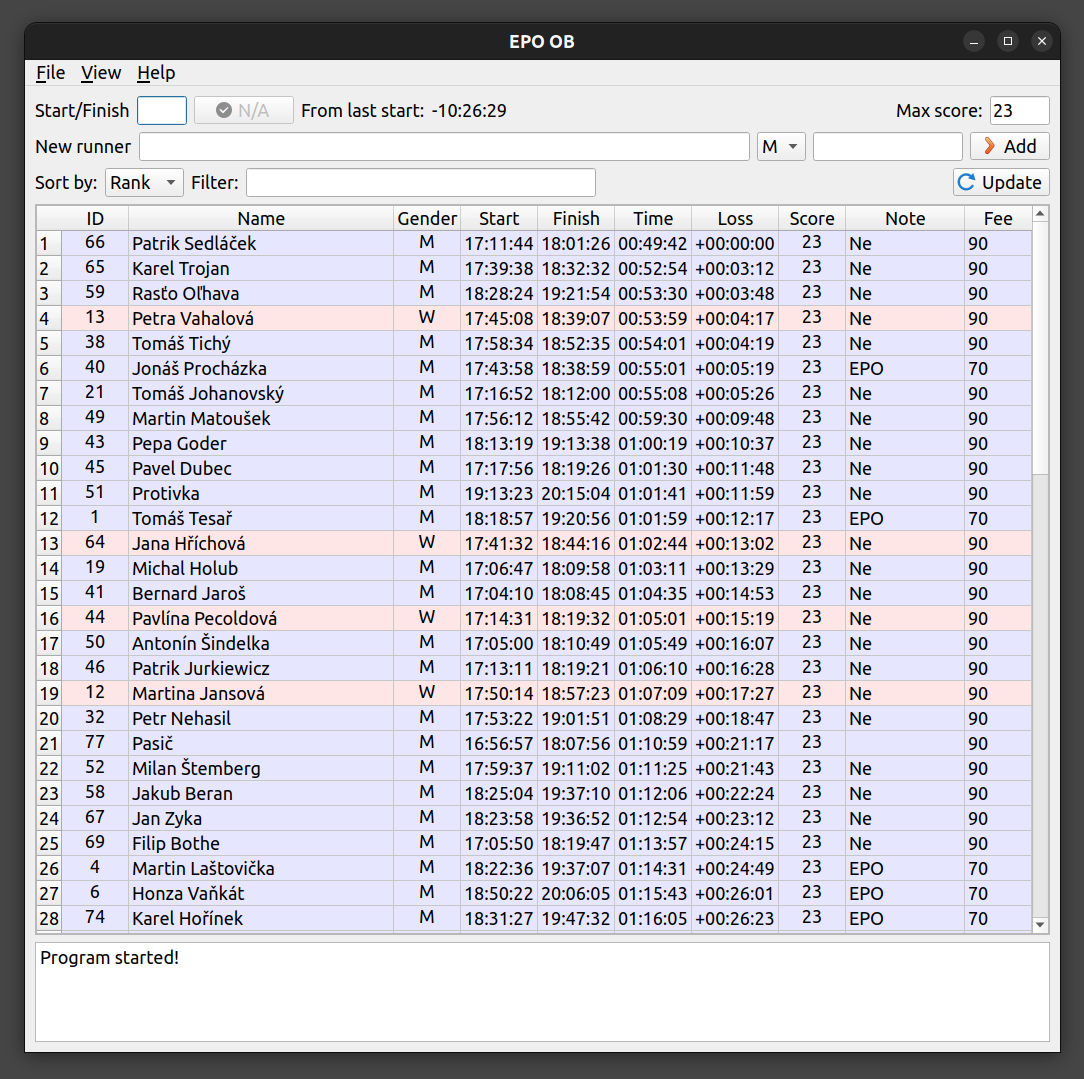 EPO OB
File View Help
Start/Finish N/A From last start: -10:26:29 Max score: 23
New runner M Add
Sort by: Rank Filter: Update
ID Name Gender Start Finish Time Loss Score Note Fee
1 66 Patrik Sedláček M 17:11:44 18:01:26 00:49:42 +00:00:00 23 Ne 90
2 65 Karel Trojan M 17:39:38 18:32:32 00:52:54 +00:03:12 23 Ne 90
3 59 Rasťo Oľhava M 18:28:24 19:21:54 00:53:30 +00:03:48 23 Ne 90
4 13 Petra Vahalová W 17:45:08 18:39:07 00:53:59 +00:04:17 23 Ne 90
5 38 Tomáš Tichý M 17:58:34 18:52:35 00:54:01 +00:04:19 23 Ne 90
6 40 Jonáš Procházka M 17:43:58 18:38:59 00:55:01 +00:05:19 23 EPO 70
7 21 Tomáš Johanovský M 17:16:52 18:12:00 00:55:08 +00:05:26 23 Ne 90
8 49 Martin Matoušek M 17:56:12 18:55:42 00:59:30 +00:09:48 23 Ne 90
9 43 Pepa Goder M 18:13:19 19:13:38 01:00:19 +00:10:37 23 Ne 90
10 45 Pavel Dubec M 17:17:56 18:19:26 01:01:30 +00:11:48 23 Ne 90
11 51 Protivka M 19:13:23 20:15:04 01:01:41 +00:11:59 23 Ne 90
12 1 Tomáš Tesař M 18:18:57 19:20:56 01:01:59 +00:12:17 23 EPO 70
13 64 Jana Hříchová W 17:41:32 18:44:16 01:02:44 +00:13:02 23 Ne 90
14 19 Michal Holub M 17:06:47 18:09:58 01:03:11 +00:13:29 23 Ne 90
15 41 Bernard Jaroš M 17:04:10 18:08:45 01:04:35 +00:14:53 23 Ne 90
16 44 Pavlína Pecoldová W 17:14:31 18:19:32 01:05:01 +00:15:19 23 Ne 90
17 50 Antonín Šindelka M 17:05:00 18:10:49 01:05:49 +00:16:07 23 Ne 90
18 46 Patrik Jurkiewicz M 17:13:11 18:19:21 01:06:10 +00:16:28 23 Ne 90
19 12 Martina Jansová W 17:50:14 18:57:23 01:07:09 +00:17:27 23 Ne 90
20 32 Petr Nehasil M 17:53:22 19:01:51 01:08:29 +00:18:47 23 Ne 90
21 77 Pasič M 16:56:57 18:07:56 01:10:59 +00:21:17 23 90
22 52 Milan Štemberg M 17:59:37 19:11:02 01:11:25 +00:21:43 23 Ne 90
23 58 Jakub Beran M 18:25:04 19:37:10 01:12:06 +00:22:24 23 Ne 90
24 67 Jan Zyka M 18:23:58 19:36:52 01:12:54 +00:23:12 23 Ne 90
25 69 Filip Bothe M 17:05:50 18:19:47 01:13:57 +00:24:15 23 Ne 90
26 4 Martin Laštovička M 18:22:36 19:37:07 01:14:31 +00:24:49 23 EPO 70
27 6 Honza Vaňkát M 18:50:22 20:06:05 01:15:43 +00:26:01 23 EPO 70
28 74 Karel Hořínek M 18:31:27 19:47:32 01:16:05 +00:26:23 23 EPO 70
Program started!